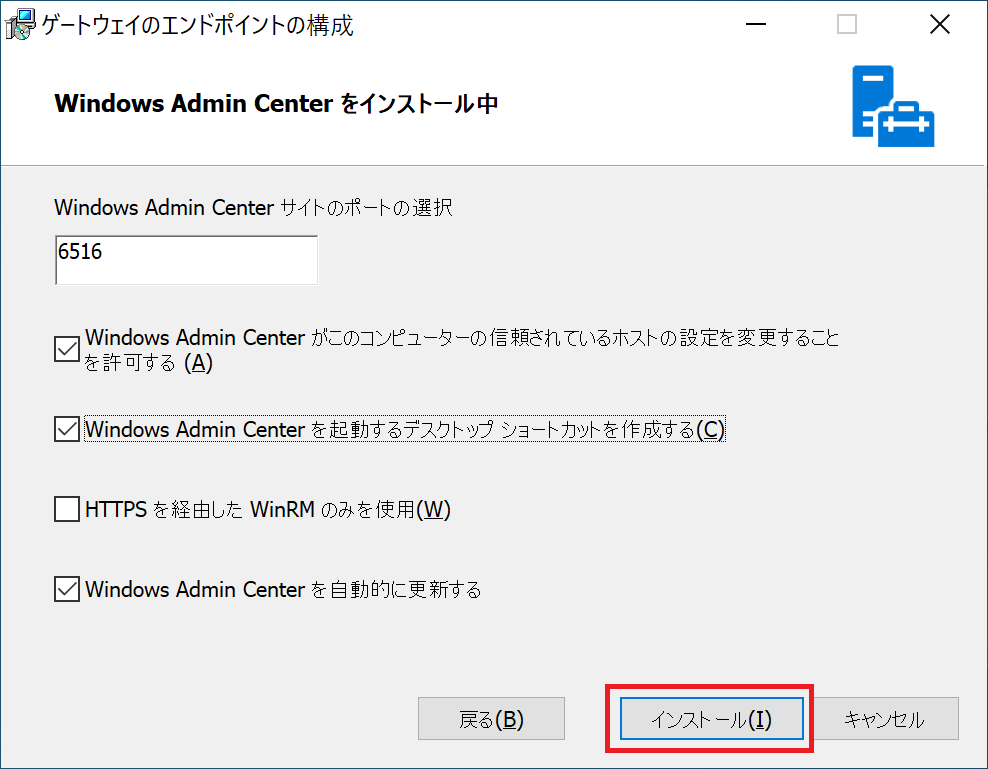 ゲートウェイのエンドポイントの構成
Windows Admin Center をインストール中
Windows Admin Center サイトのポートの選択
6516
Windows Admin Center がこのコンピューターの信頼されているホストの設定を変更すること
を許可する (A)
Windows Admin Center を起動するデスクトップ ショートカットを作成する(C)
HTTPS を経由した WinRM のみを使用(W)
Windows Admin Center を自動的に更新する
戻る(B)
インストール(I)
キャンセル